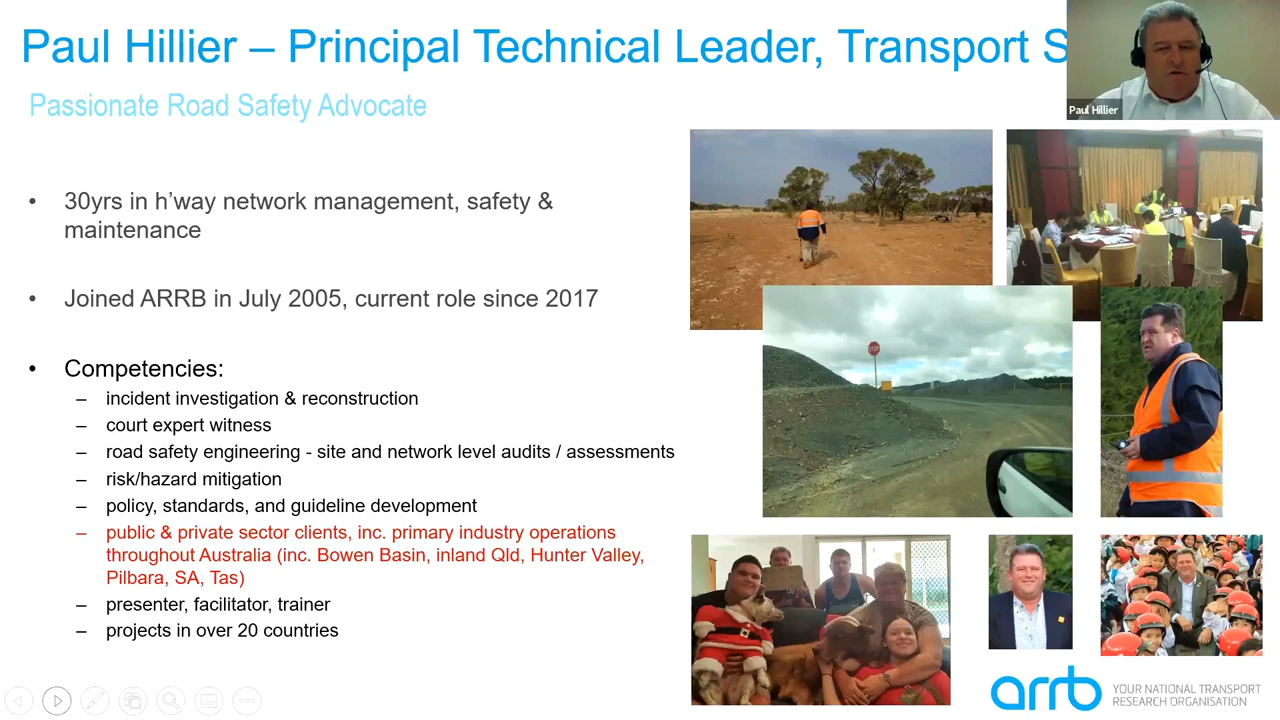 Paul Hillier – Principal Technical Leader, Transport S
Paul Hillier
Passionate Road Safety Advocate
• 30yrs in h'way network management, safety &
maintenance
• Joined ARRB in July 2005, current role since 2017
• Competencies:
– incident investigation & reconstruction
– court expert witness
– road safety engineering - site and network level audits / assessments
– risk/hazard mitigation
– policy, standards, and guideline development
– public & private sector clients, inc. primary industry operations
throughout Australia (inc. Bowen Basin, inland Qld, Hunter Valley,
Pilbara, SA, Tas)
– presenter, facilitator, trainer
– projects in over 20 countries
STOP
arrb
YOUR NATIONAL TRANSPORT
RESEARCH ORGANISATION